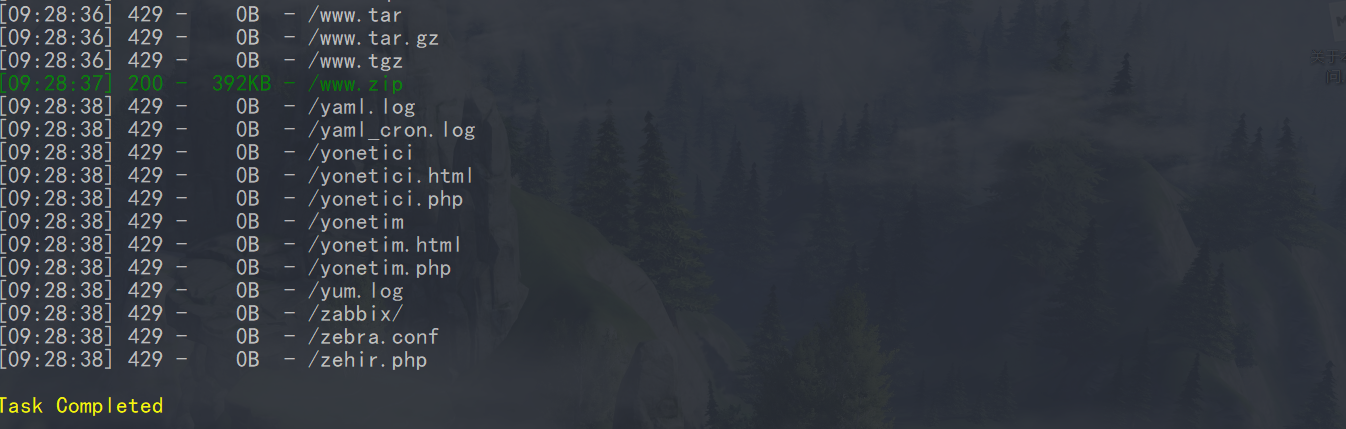 [09:28:36] 429 -    0B  - /www.tar
[09:28:36] 429 -    0B  - /www.tar.gz
[09:28:36] 429 -    0B  - /www.tgz
[09:28:37] 200 -  392KB - /www.zip
[09:28:38] 429 -    0B  - /yaml.log
[09:28:38] 429 -    0B  - /yaml_cron.log
[09:28:38] 429 -    0B  - /yonetici
[09:28:38] 429 -    0B  - /yonetici.html
[09:28:38] 429 -    0B  - /yonetici.php
[09:28:38] 429 -    0B  - /yonetim
[09:28:38] 429 -    0B  - /yonetim.html
[09:28:38] 429 -    0B  - /yonetim.php
[09:28:38] 429 -    0B  - /yum.log
[09:28:38] 429 -    0B  - /zabbix/
[09:28:38] 429 -    0B  - /zebra.conf
[09:28:38] 429 -    0B  - /zehir.php
Task Completed